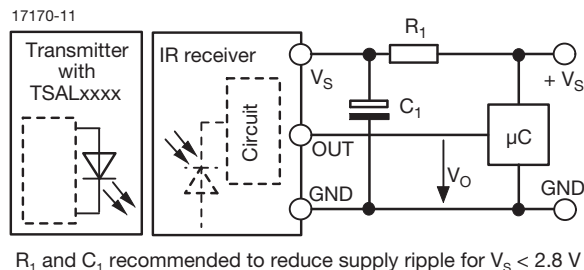 17170-11
Transmitter
with
TSALxxxx
IR receiver
Circuit
V_S
OUT
GND
R_1
C_1
V_O
+ V_S
µC
GND
R_1 and C_1 recommended to reduce supply ripple for V_S < 2.8 V